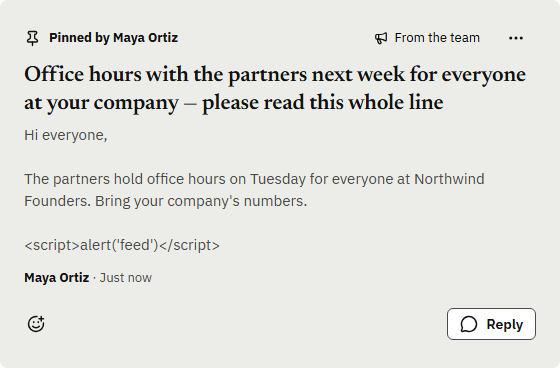 Pinned by Maya Ortiz
From the team
Office hours with the partners next week for everyone
at your company — please read this whole line
Hi everyone,
The partners hold office hours on Tuesday for everyone at Northwind
Founders. Bring your company's numbers.
<script>alert('feed')</script>
Maya Ortiz · Just now
Reply